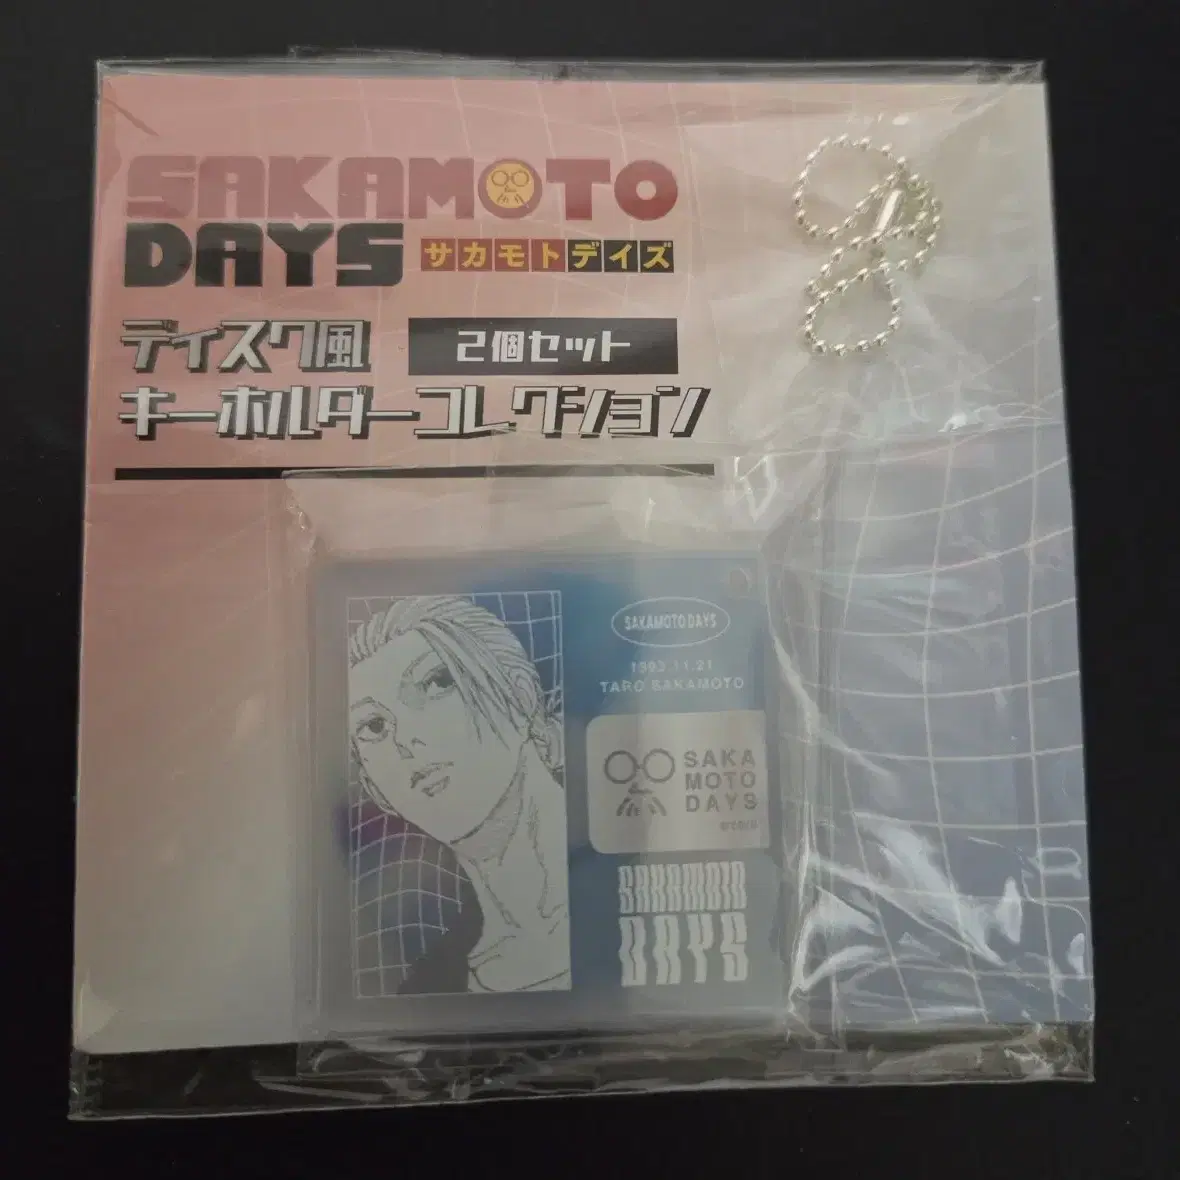 SAKAMOTO
DAYS サカモトデイズ
ディスク風 2個セット
キーホルダーコレクション
SAKAMOTO DAYS
1993.11.21
TARO SAKAMOTO
SAKA
MOTO
DAYS
SAKAMOTO
DAYS